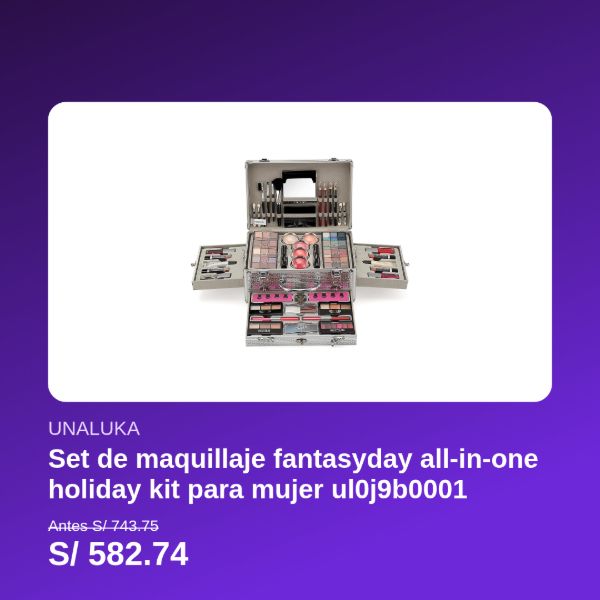 UNALUKA
Set de maquillaje fantasyday all-in-one
holiday kit para mujer ul0j9b0001
Antes S/ 743.75
S/ 582.74